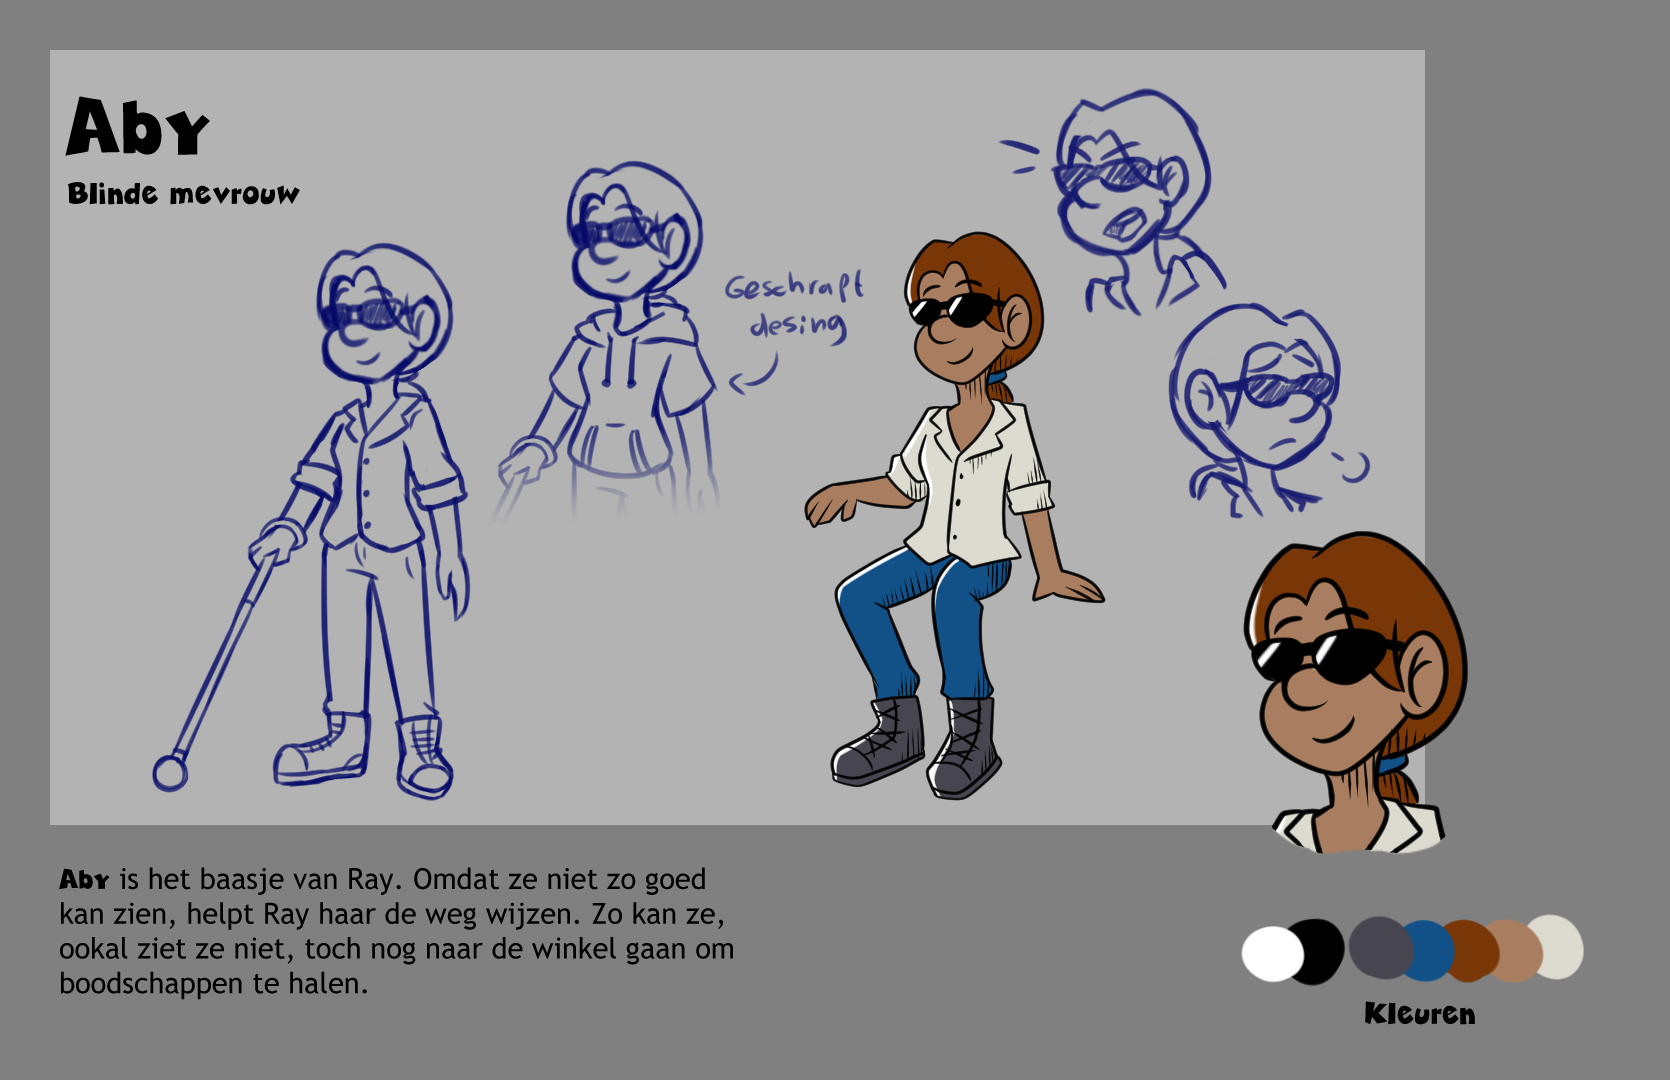 Aby
Blinde mevrouw
Geschrapt
desing
Aby is het baasje van Ray. Omdat ze niet zo goed
kan zien, helpt Ray haar de weg wijzen. Zo kan ze,
ookal ziet ze niet, toch nog naar de winkel gaan om
boodschappen te halen.
Kleuren